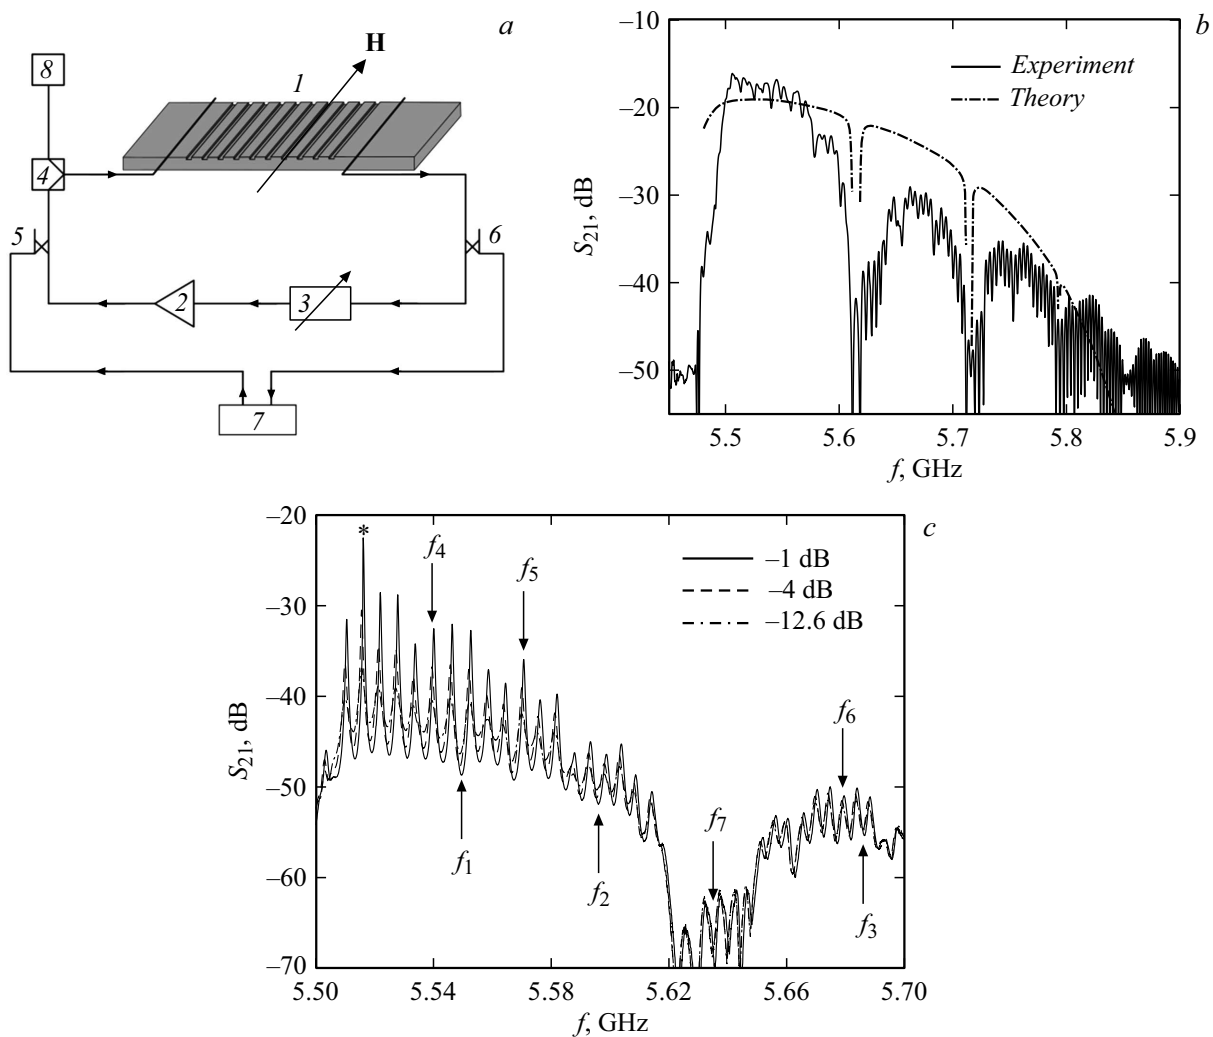 a
H
1
8
4
5
6
2
3
7
b
–10
–20
–30
–40
–50
S21, dB
Experiment
Theory
5.5 5.6 5.7 5.8 5.9
f, GHz
c
–20
–30
–40
–50
–60
–70
S21, dB
*
f4
f5
–1 dB
–4 dB
–12.6 dB
f6
f7
f1
f2
f3
5.50 5.54 5.58 5.62 5.66 5.70
f, GHz